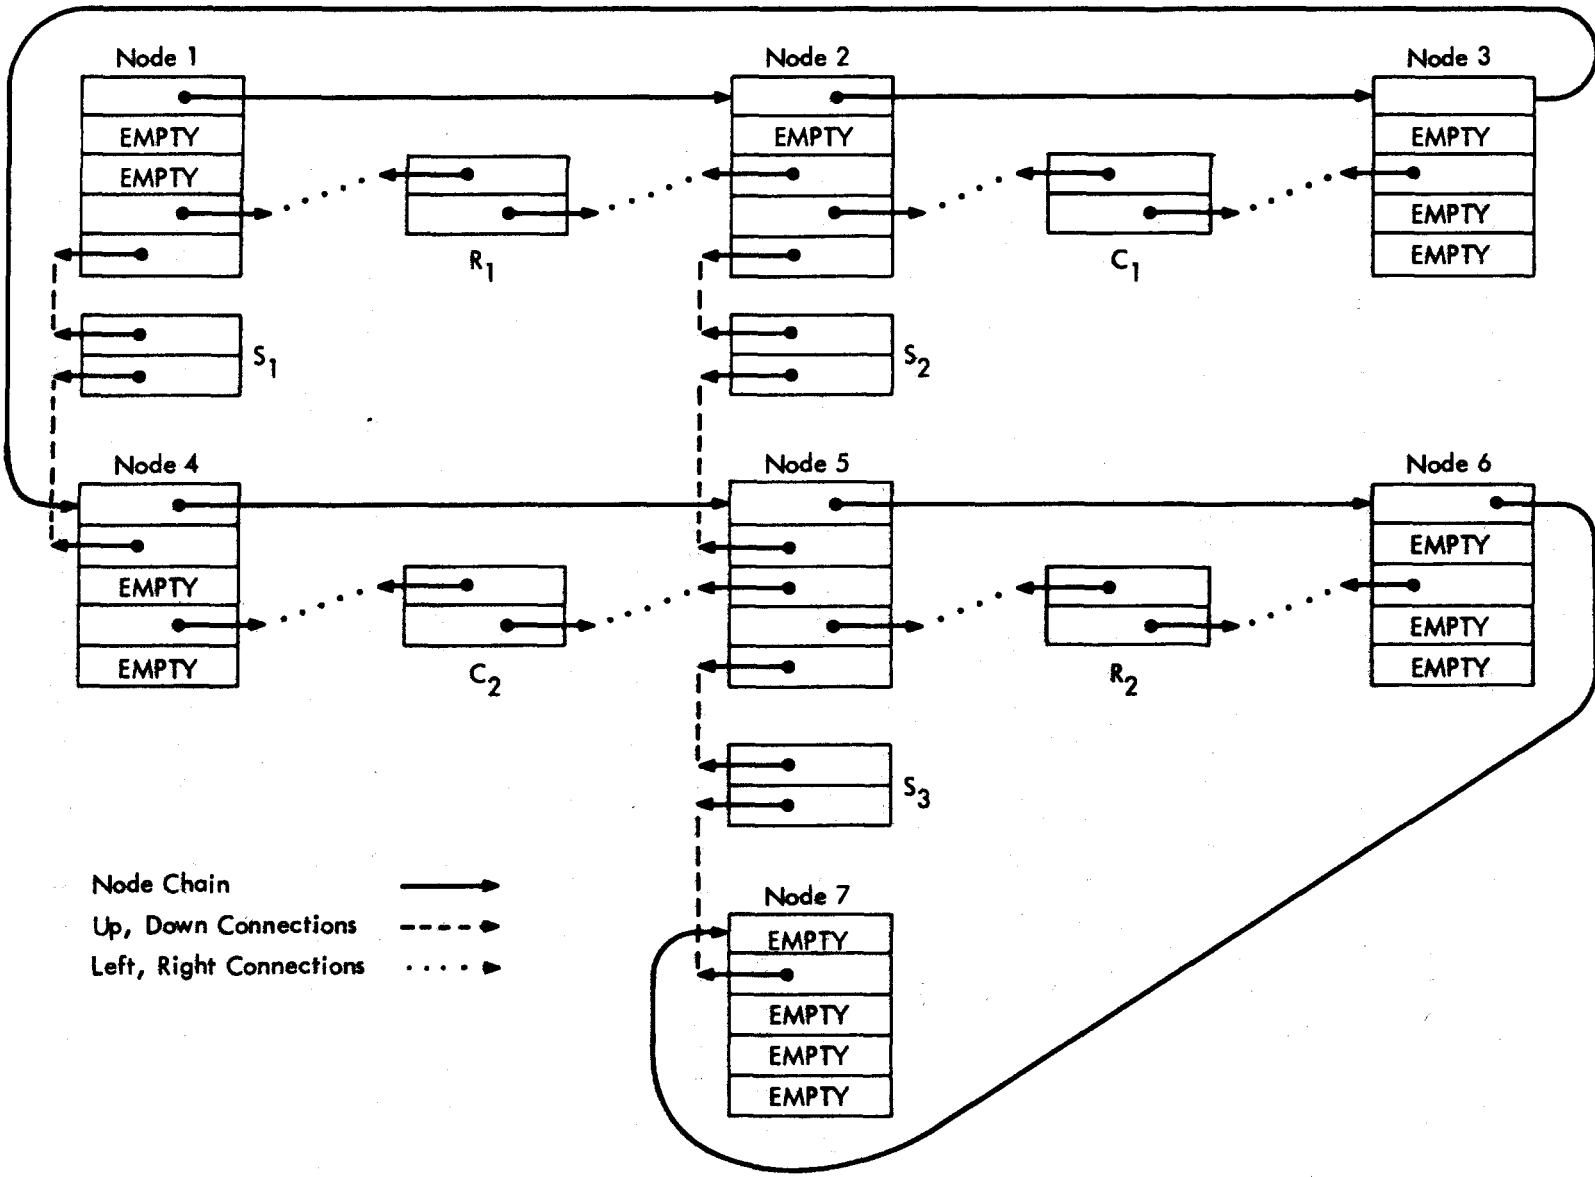 Node 1
Node 2
Node 3
EMPTY
EMPTY
EMPTY
EMPTY
EMPTY
EMPTY
R1
C1
S1
S2
Node 4
Node 5
Node 6
EMPTY
EMPTY
EMPTY
EMPTY
EMPTY
C2
R2
S3
Node Chain
Up, Down Connections
Left, Right Connections
Node 7
EMPTY
EMPTY
EMPTY
EMPTY